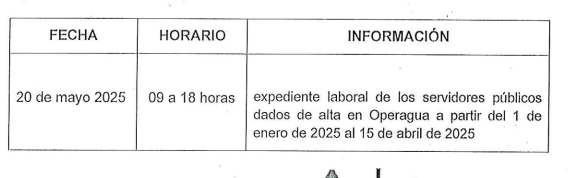 FECHA HORARIO INFORMACIÓN
20 de mayo 2025 09 a 18 horas expediente laboral de los servidores públicos
dados de alta en Operagua a partir del 1 de
enero de 2025 al 15 de abril de 2025